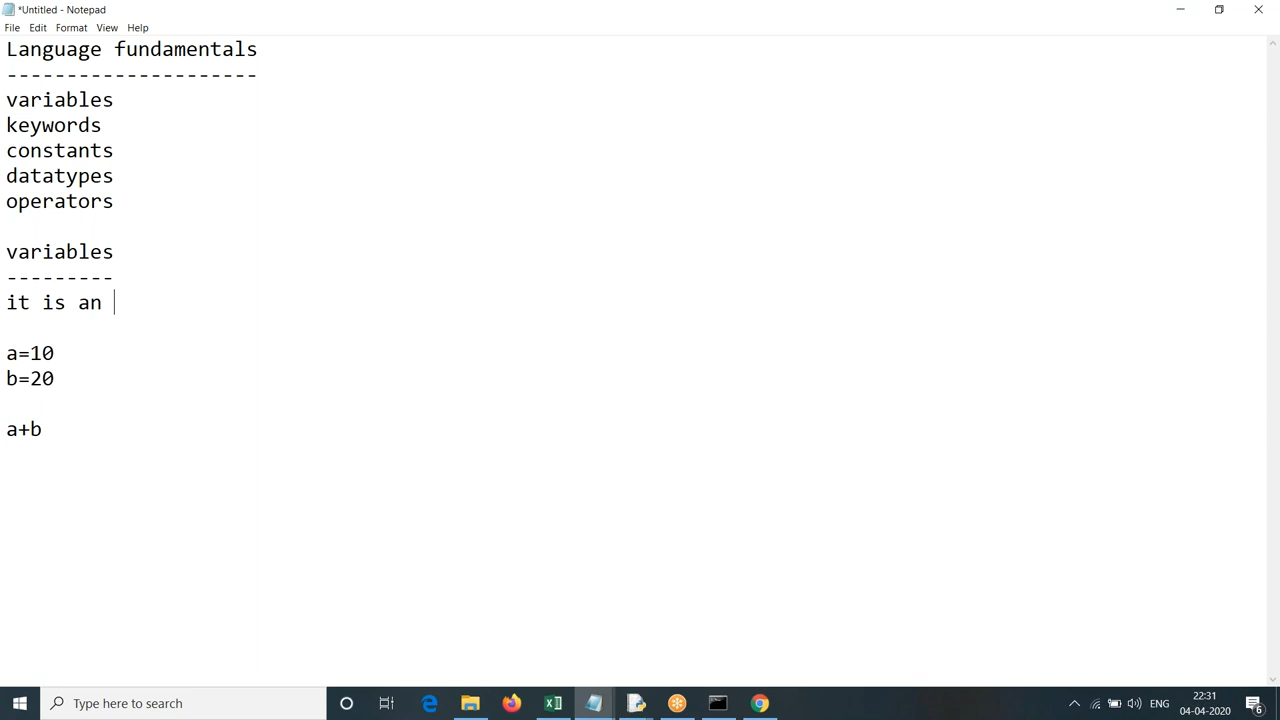 *Untitled - Notepad
File Edit Format View Help
Language fundamentals
---------------------
variables
keywords
constants
datatypes
operators
variables
---------
it is an
a=10
b=20
a+b
Type here to search
ENG
22:31
04-04-2020
6